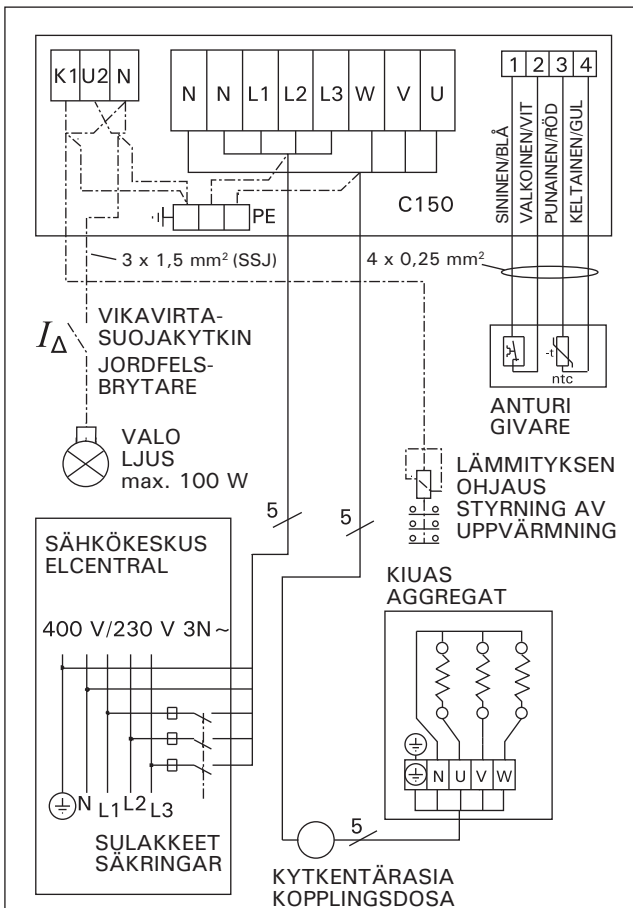 K1 U2 N
N N L1 L2 L3 W V U
1 2 3 4
SININEN/BLÅ
VALKOINEN/VIT
PUNAINEN/RÖD
KELTAINEN/GUL
PE
C150
3 x 1,5 mm² (SSJ)
4 x 0,25 mm²
I∆
VIKAVIRTA-
SUOJAKYTKIN
JORDFELS-
BRYTARE
-t
ntc
ANTURI
GIVARE
VALO
LJUS
max. 100 W
LÄMMITYKSEN
OHJAUS
STYRNING AV
UPPVÄRMNING
5
5
SÄHKÖKESKUS
ELCENTRAL
400 V/230 V 3N~
N L1 L2 L3
SULAKKEET
SÄKRINGAR
KIUAS
AGGREGAT
N U V W
5
KYTKENTÄRASIA
KOPPLINGSDOSA